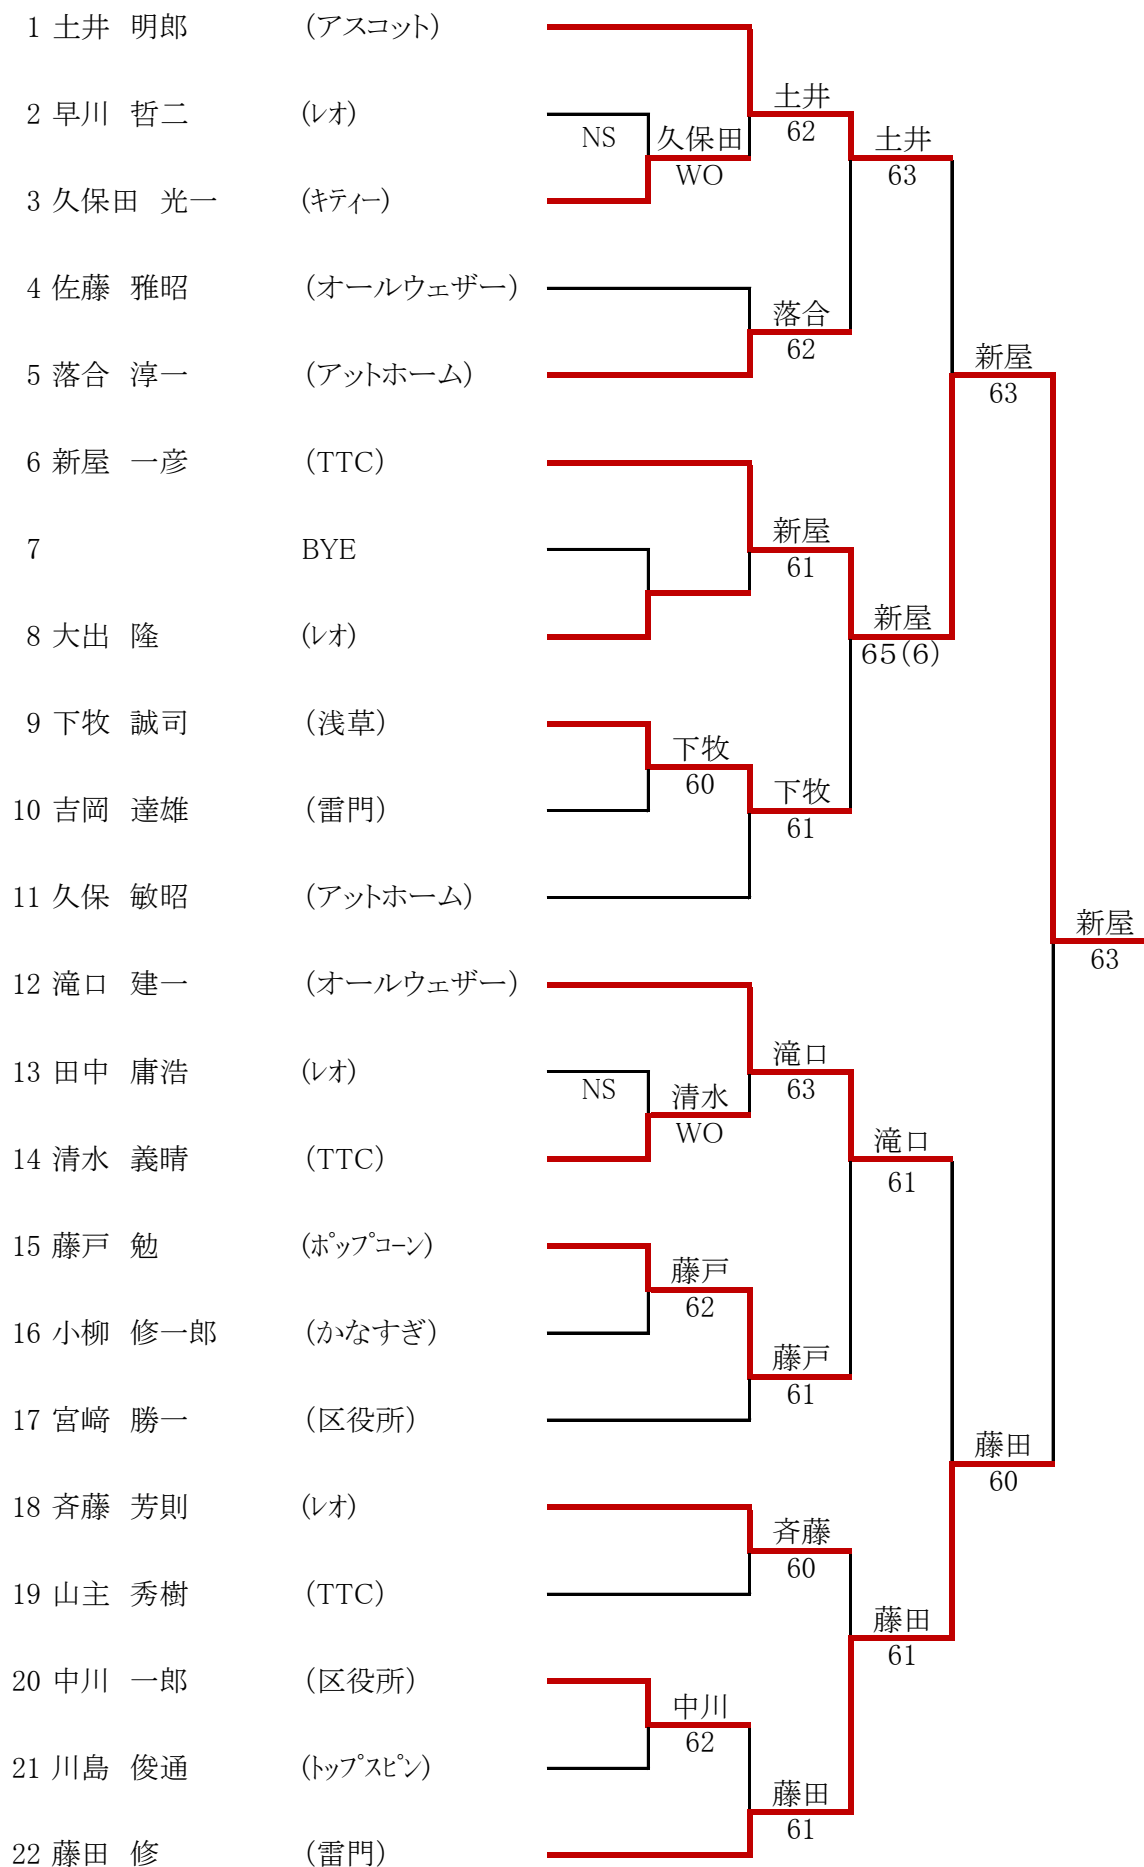 1 土井 明郎 (アスコット)
土井
2 早川 哲二 (レオ)
62
NS
久保田
土井
WO
63
3 久保田 光一 (キティー)
4 佐藤 雅昭 (オールウェザー)
落合
62
新屋
5 落合 淳一 (アットホーム)
63
6 新屋 一彦 (TTC)
新屋
7 BYE
61
新屋
8 大出 隆 (レオ)
65(6)
9 下牧 誠司 (浅草)
下牧
60
下牧
10 吉岡 達雄 (雷門)
61
11 久保 敏昭 (アットホーム)
新屋
63
12 滝口 建一 (オールウェザー)
滝口
13 田中 庸浩 (レオ)
63
NS
清水
WO
滝口
14 清水 義晴 (TTC)
61
15 藤戸 勉 (ポップコーン)
藤戸
62
16 小柳 修一郎 (かなすぎ)
藤戸
61
17 宮﨑 勝一 (区役所)
藤田
60
18 斉藤 芳則 (レオ)
斉藤
60
19 山主 秀樹 (TTC)
藤田
61
20 中川 一郎 (区役所)
中川
62
21 川島 俊通 (トップスピン)
藤田
61
22 藤田 修 (雷門)